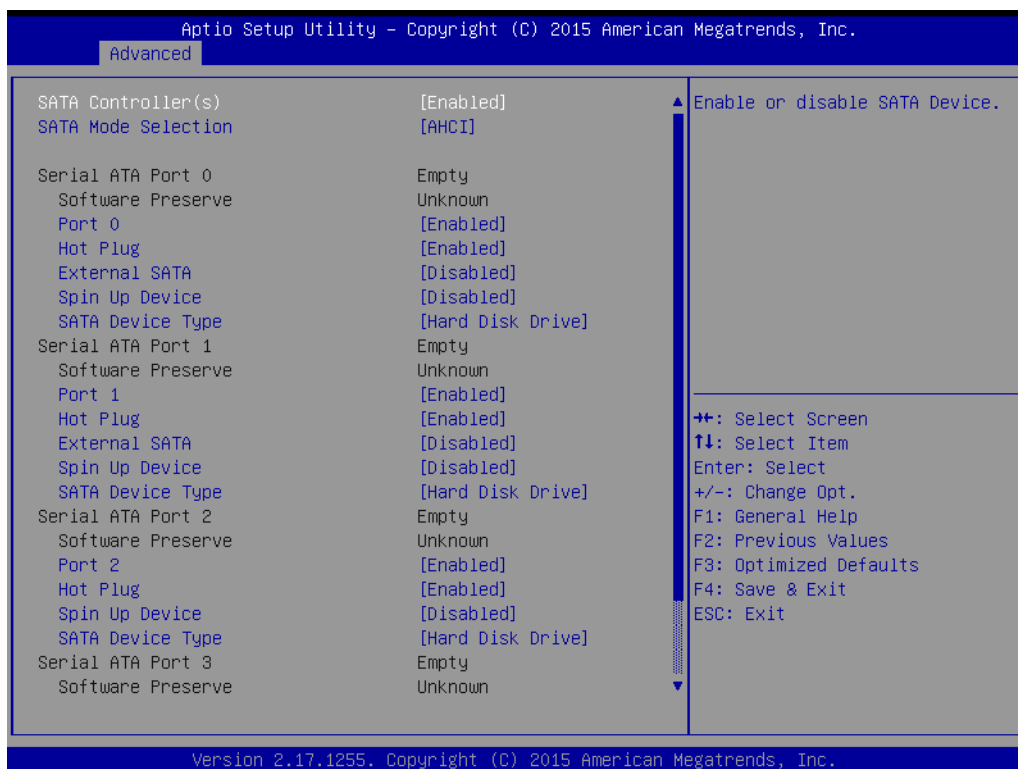 Aptio Setup Utility – Copyright (C) 2015 American Megatrends, Inc.
Advanced
SATA Controller(s) [Enabled]
SATA Mode Selection [AHCI]
Serial ATA Port 0 Empty
Software Preserve Unknown
Port 0 [Enabled]
Hot Plug [Enabled]
External SATA [Disabled]
Spin Up Device [Disabled]
SATA Device Type [Hard Disk Drive]
Serial ATA Port 1 Empty
Software Preserve Unknown
Port 1 [Enabled]
Hot Plug [Enabled]
External SATA [Disabled]
Spin Up Device [Disabled]
SATA Device Type [Hard Disk Drive]
Serial ATA Port 2 Empty
Software Preserve Unknown
Port 2 [Enabled]
Hot Plug [Enabled]
Spin Up Device [Disabled]
SATA Device Type [Hard Disk Drive]
Serial ATA Port 3 Empty
Software Preserve Unknown
Enable or disable SATA Device.
→←: Select Screen
↑↓: Select Item
Enter: Select
+/-: Change Opt.
F1: General Help
F2: Previous Values
F3: Optimized Defaults
F4: Save & Exit
ESC: Exit
Version 2.17.1255. Copyright (C) 2015 American Megatrends, Inc.